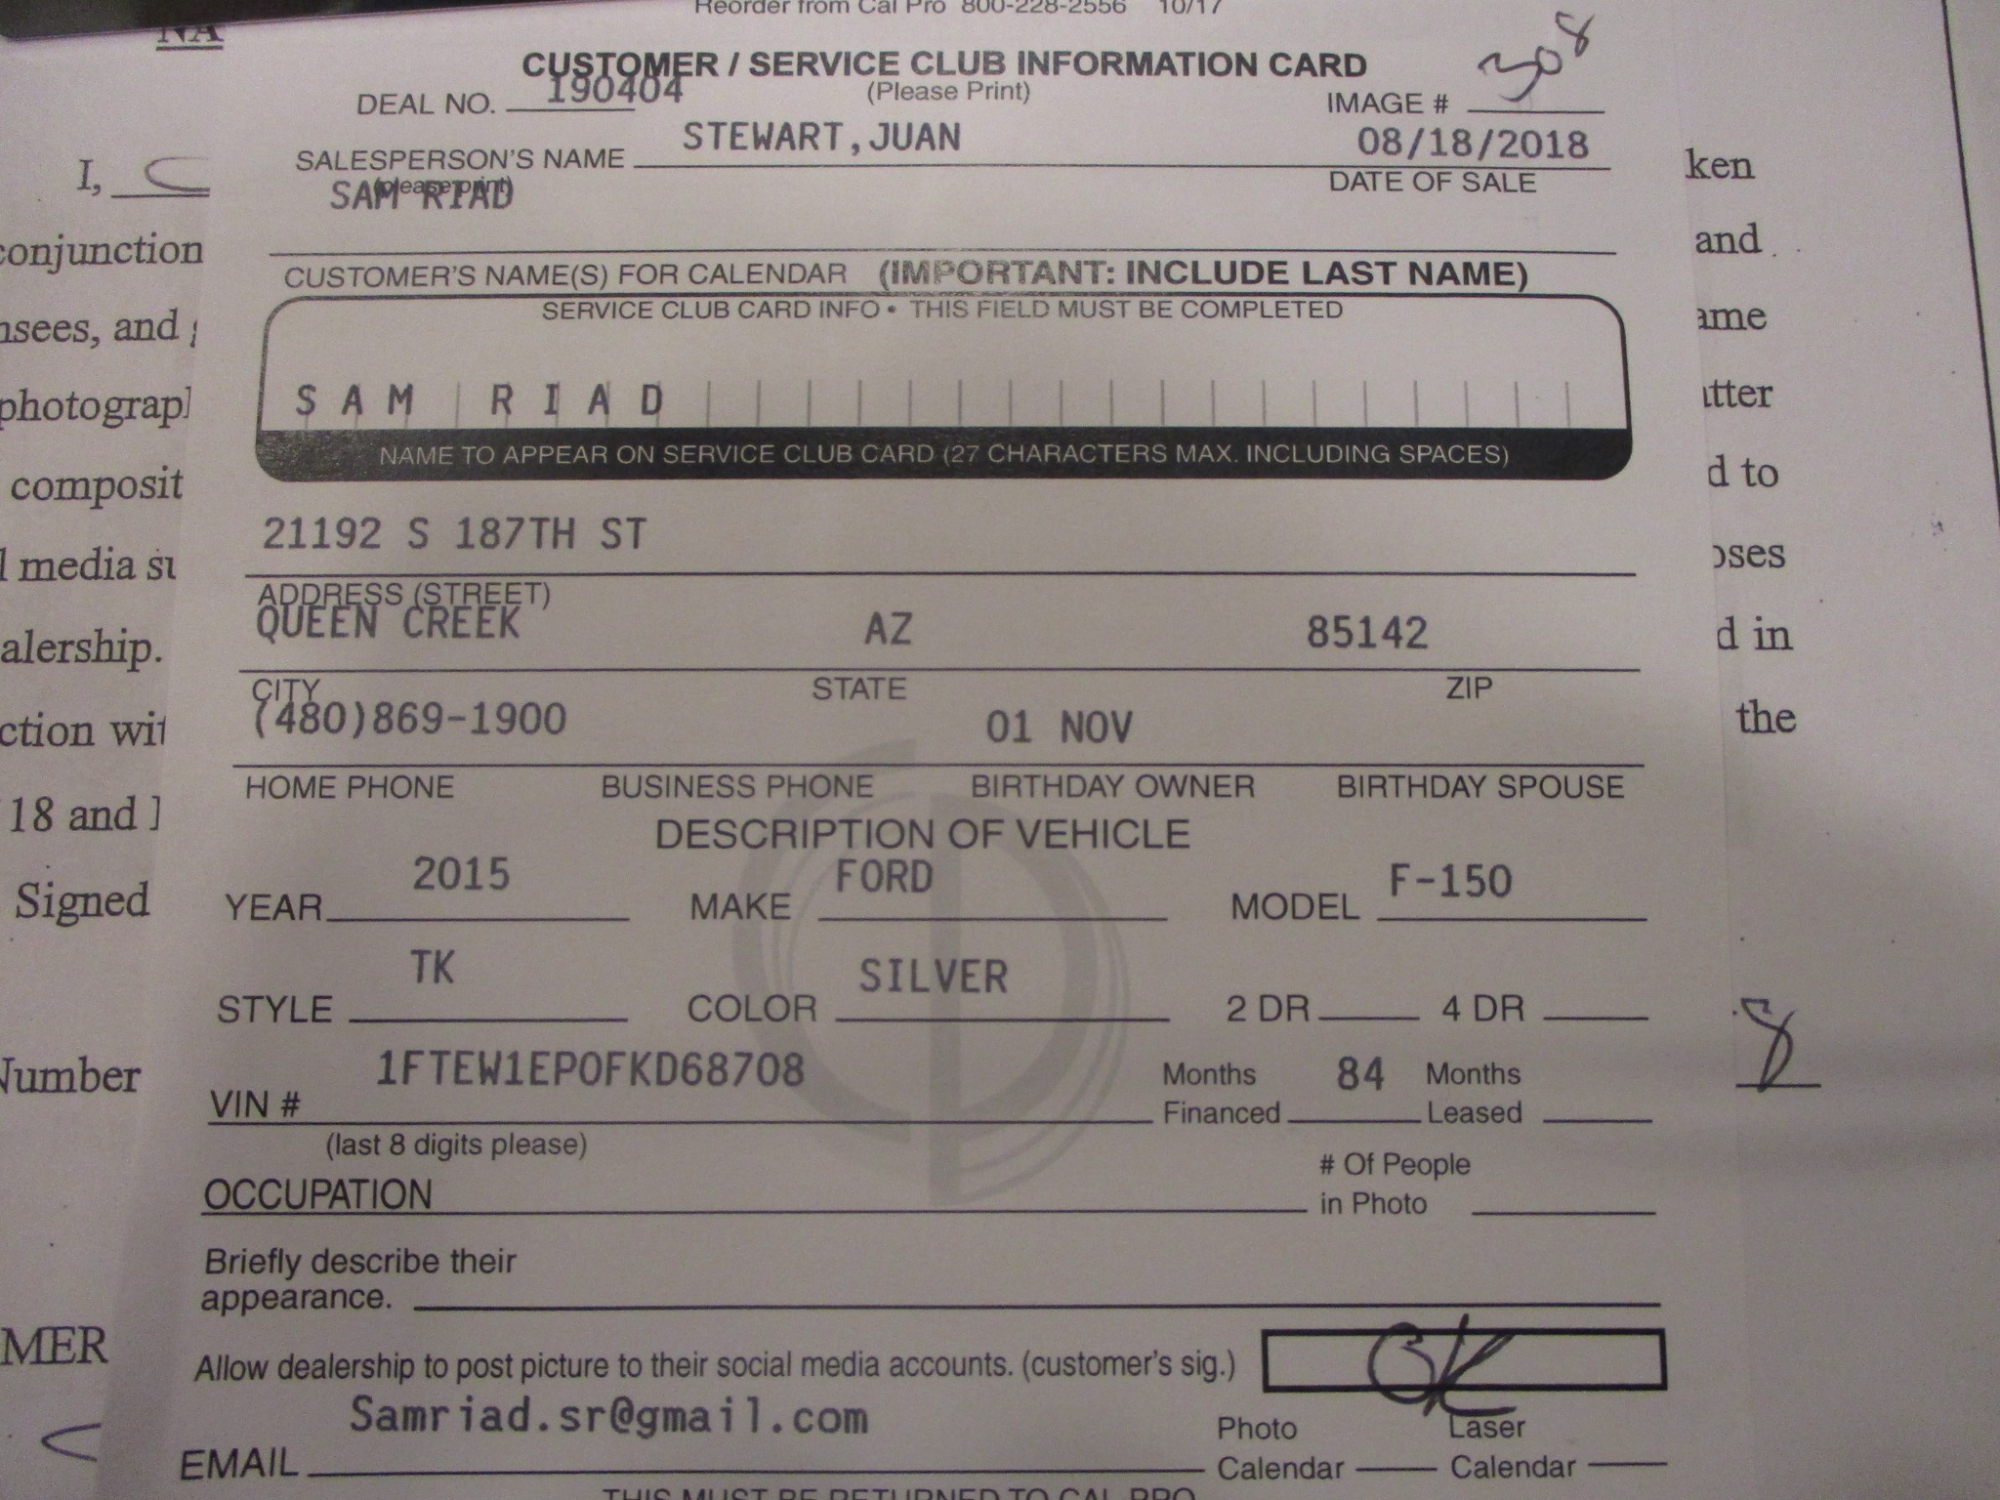 Reorder from Cal Pro 800-228-2556 10/17
NA
CUSTOMER / SERVICE CLUB INFORMATION CARD
308
DEAL NO. 190404
(Please Print)
IMAGE #
STEWART,JUAN
08/18/2018
SALESPERSON'S NAME
(please print)
DATE OF SALE
SAM RIAD
CUSTOMER'S NAME(S) FOR CALENDAR (IMPORTANT: INCLUDE LAST NAME)
SERVICE CLUB CARD INFO • THIS FIELD MUST BE COMPLETED
SAM RIAD
NAME TO APPEAR ON SERVICE CLUB CARD (27 CHARACTERS MAX. INCLUDING SPACES)
21192 S 187TH ST
ADDRESS (STREET)
QUEEN CREEK AZ 85142
CITY STATE ZIP
(480)869-1900 01 NOV
HOME PHONE BUSINESS PHONE BIRTHDAY OWNER BIRTHDAY SPOUSE
DESCRIPTION OF VEHICLE
YEAR 2015 MAKE FORD MODEL F-150
STYLE TK COLOR SILVER 2 DR 4 DR
VIN # 1FTEW1EP0FKD68708 Months Financed 84 Months Leased
(last 8 digits please)
OCCUPATION # Of People in Photo
Briefly describe their
appearance.
Allow dealership to post picture to their social media accounts. (customer's sig.)
Samriad.sr@gmail.com
EMAIL Photo Calendar Laser Calendar
THIS MUST BE RETURNED TO CAL PRO
I,
conjunction
nsees, and
photograp
composit
media
alership.
ction wit
18 and
Signed
Number
MER
ken
and
ame
atter
d to
oses
d in
the
8